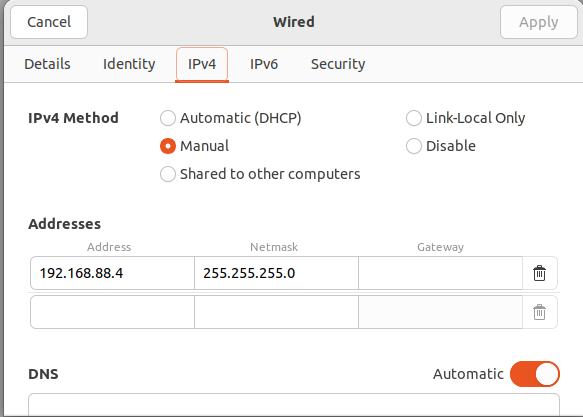 Cancel Wired Apply
Details Identity IPv4 IPv6 Security
IPv4 Method Automatic (DHCP) Link-Local Only
Manual Disable
Shared to other computers
Addresses
Address Netmask Gateway
192.168.88.4 255.255.255.0
DNS Automatic